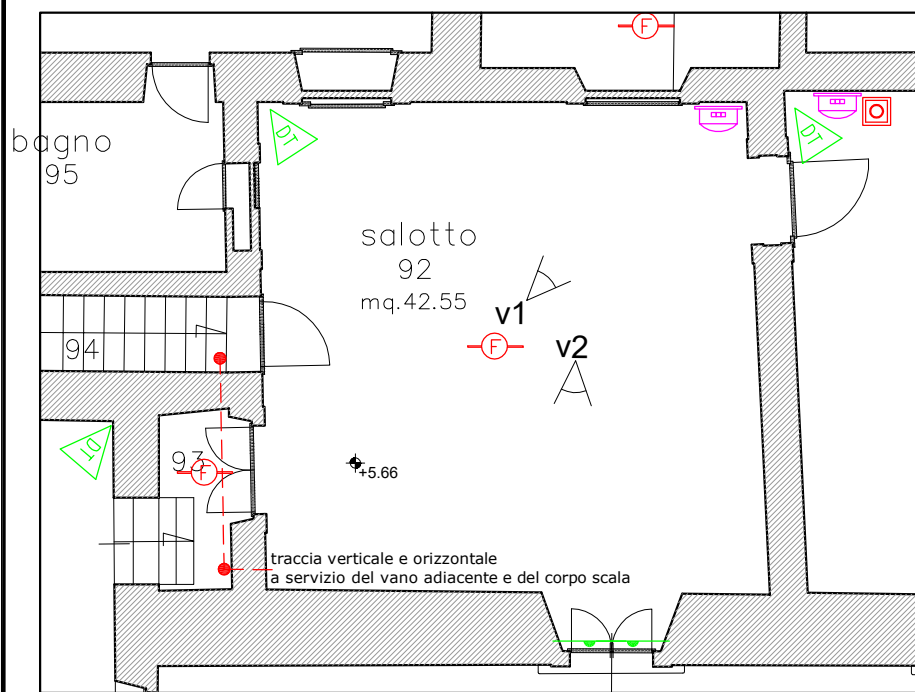 F
DT
DT
bagno
95
salotto
92
mq.42.55
v1
F
v2
94
DT
93
F
+5.66
traccia verticale e orizzontale
a servizio del vano adiacente e del corpo scala